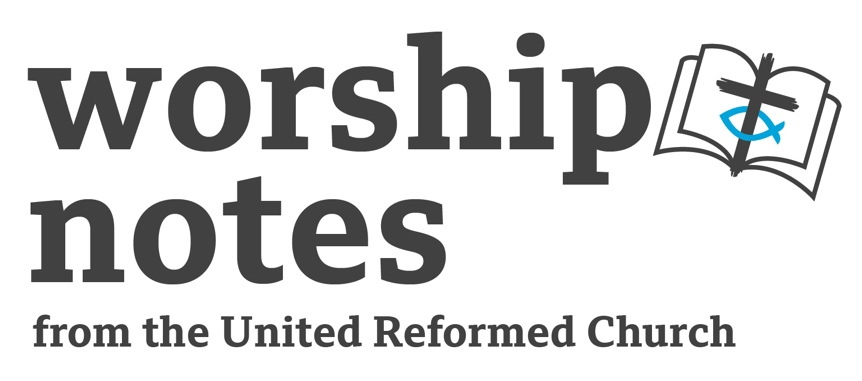 worship
notes
from the United Reformed Church